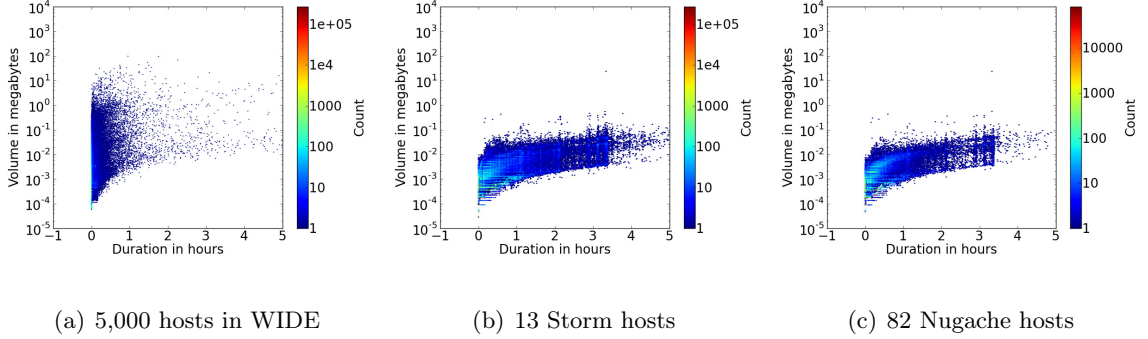 10^4
10^3
10^2
10^1
10^0
10^-1
10^-2
10^-3
10^-4
10^-5
Volume in megabytes
−1 0 1 2 3 4 5
Duration in hours
1e+05
1e4
1000
100
10
1
Count
(a) 5,000 hosts in WIDE
10^4
10^3
10^2
10^1
10^0
10^-1
10^-2
10^-3
10^-4
10^-5
Volume in megabytes
−1 0 1 2 3 4 5
Duration in hours
1e+05
1e4
1000
100
10
1
Count
(b) 13 Storm hosts
10^4
10^3
10^2
10^1
10^0
10^-1
10^-2
10^-3
10^-4
10^-5
Volume in megabytes
−1 0 1 2 3 4 5
Duration in hours
10000
1000
100
10
1
Count
(c) 82 Nugache hosts